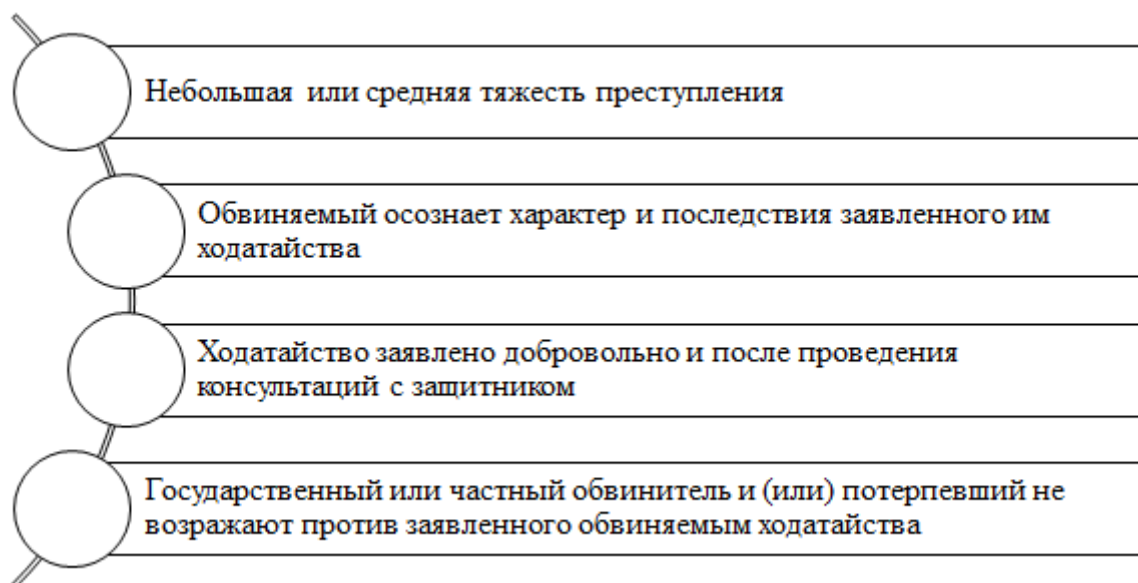 Небольшая или средняя тяжесть преступления
Обвиняемый осознает характер и последствия заявленного им
ходатайства
Ходатайство заявлено добровольно и после проведения
консультаций с защитником
Государственный или частный обвинитель и (или) потерпевший не
возражают против заявленного обвиняемым ходатайства